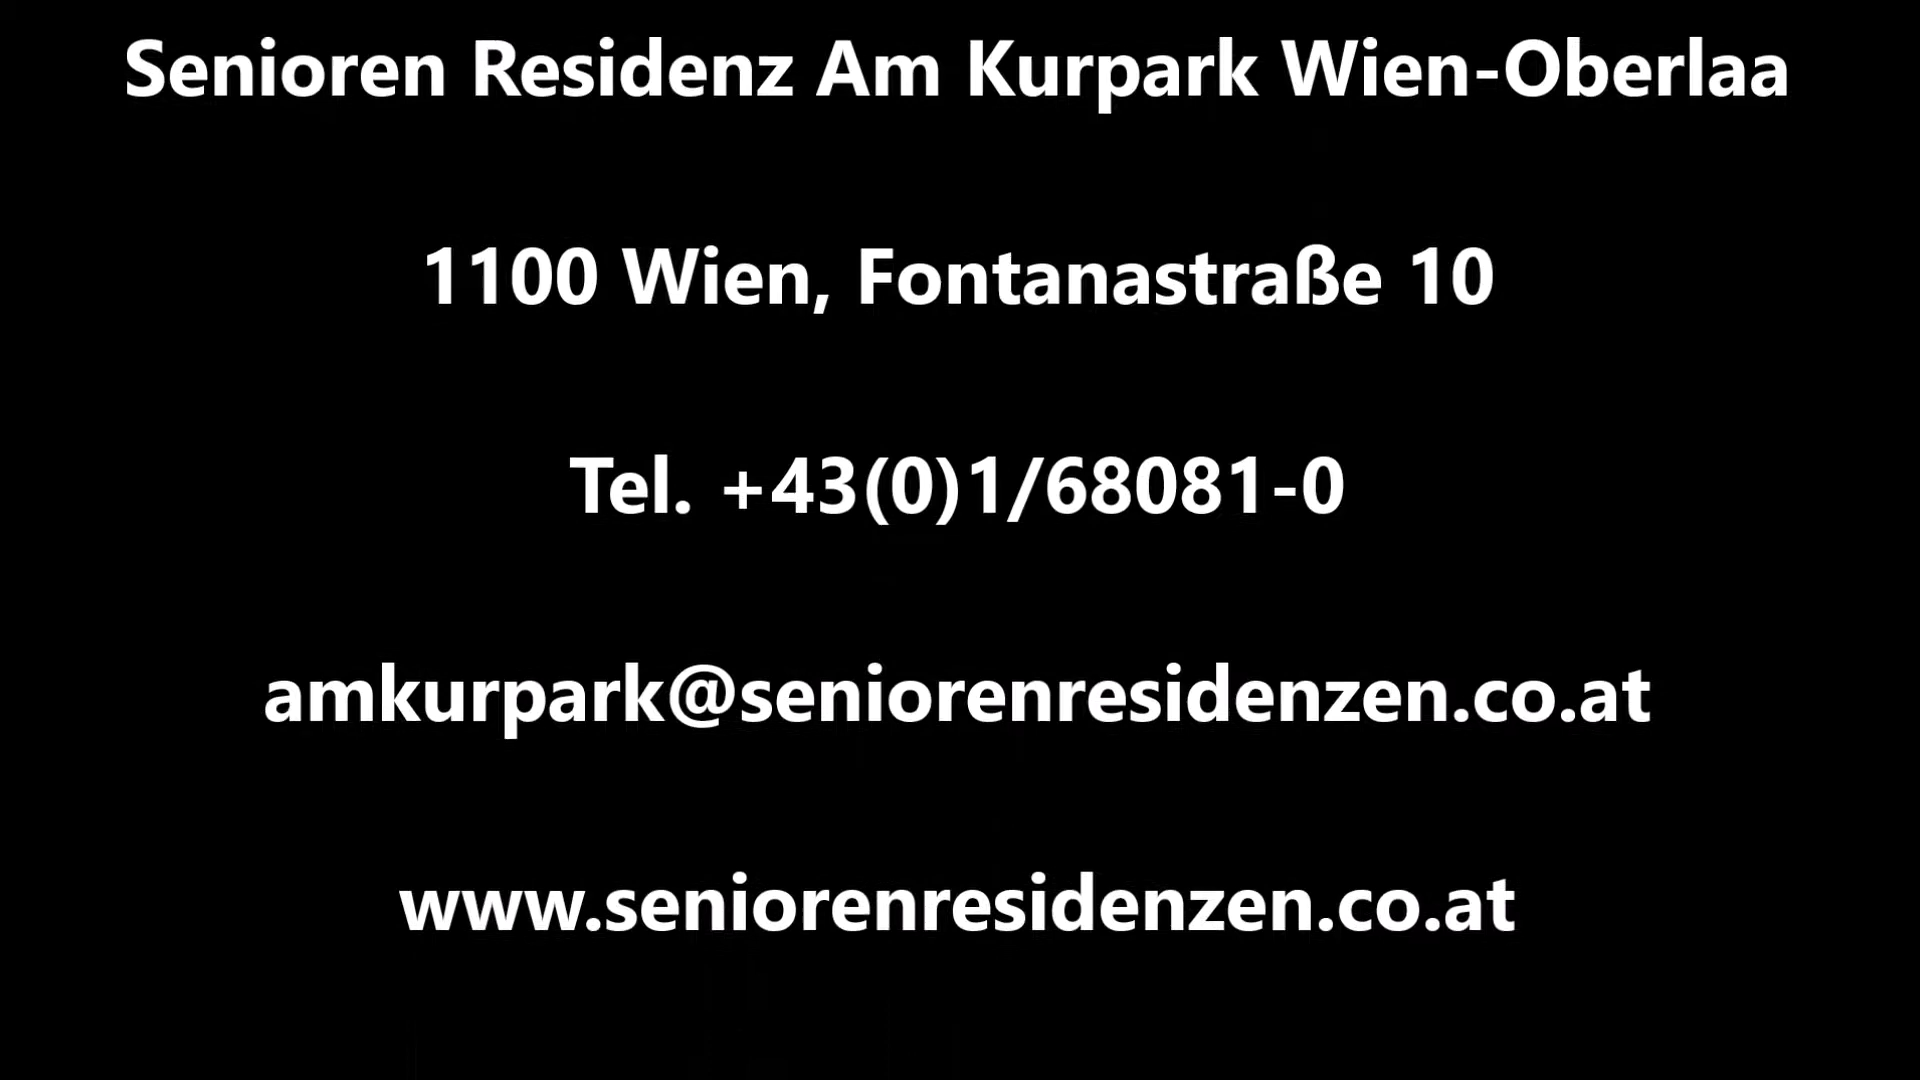 Senioren Residenz Am Kurpark Wien-Oberlaa
1100 Wien, Fontanastraße 10
Tel. +43(0)1/68081-0
amkurpark@seniorenresidenzen.co.at
www.seniorenresidenzen.co.at